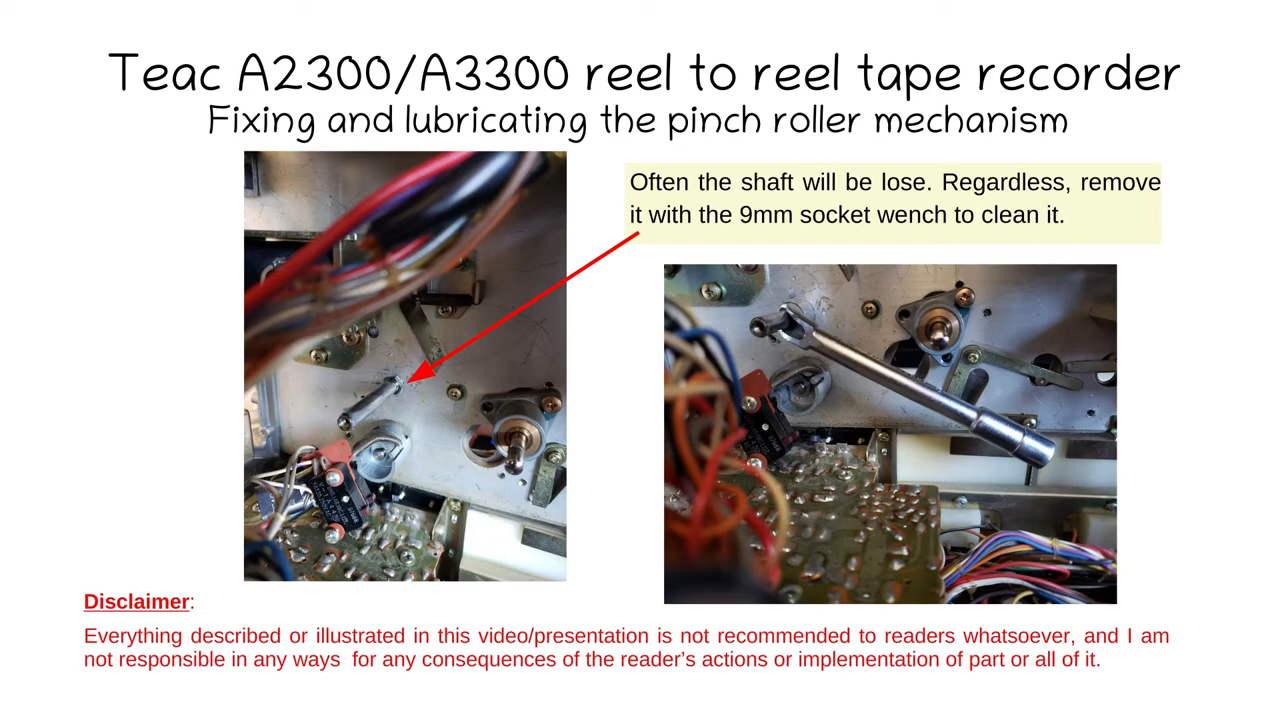 Teac A2300/A3300 reel to reel tape recorder
Fixing and lubricating the pinch roller mechanism
Often the shaft will be lose. Regardless, remove
it with the 9mm socket wench to clean it.
Disclaimer:
Everything described or illustrated in this video/presentation is not recommended to readers whatsoever, and I am
not responsible in any ways  for any consequences of the reader's actions or implementation of part or all of it.